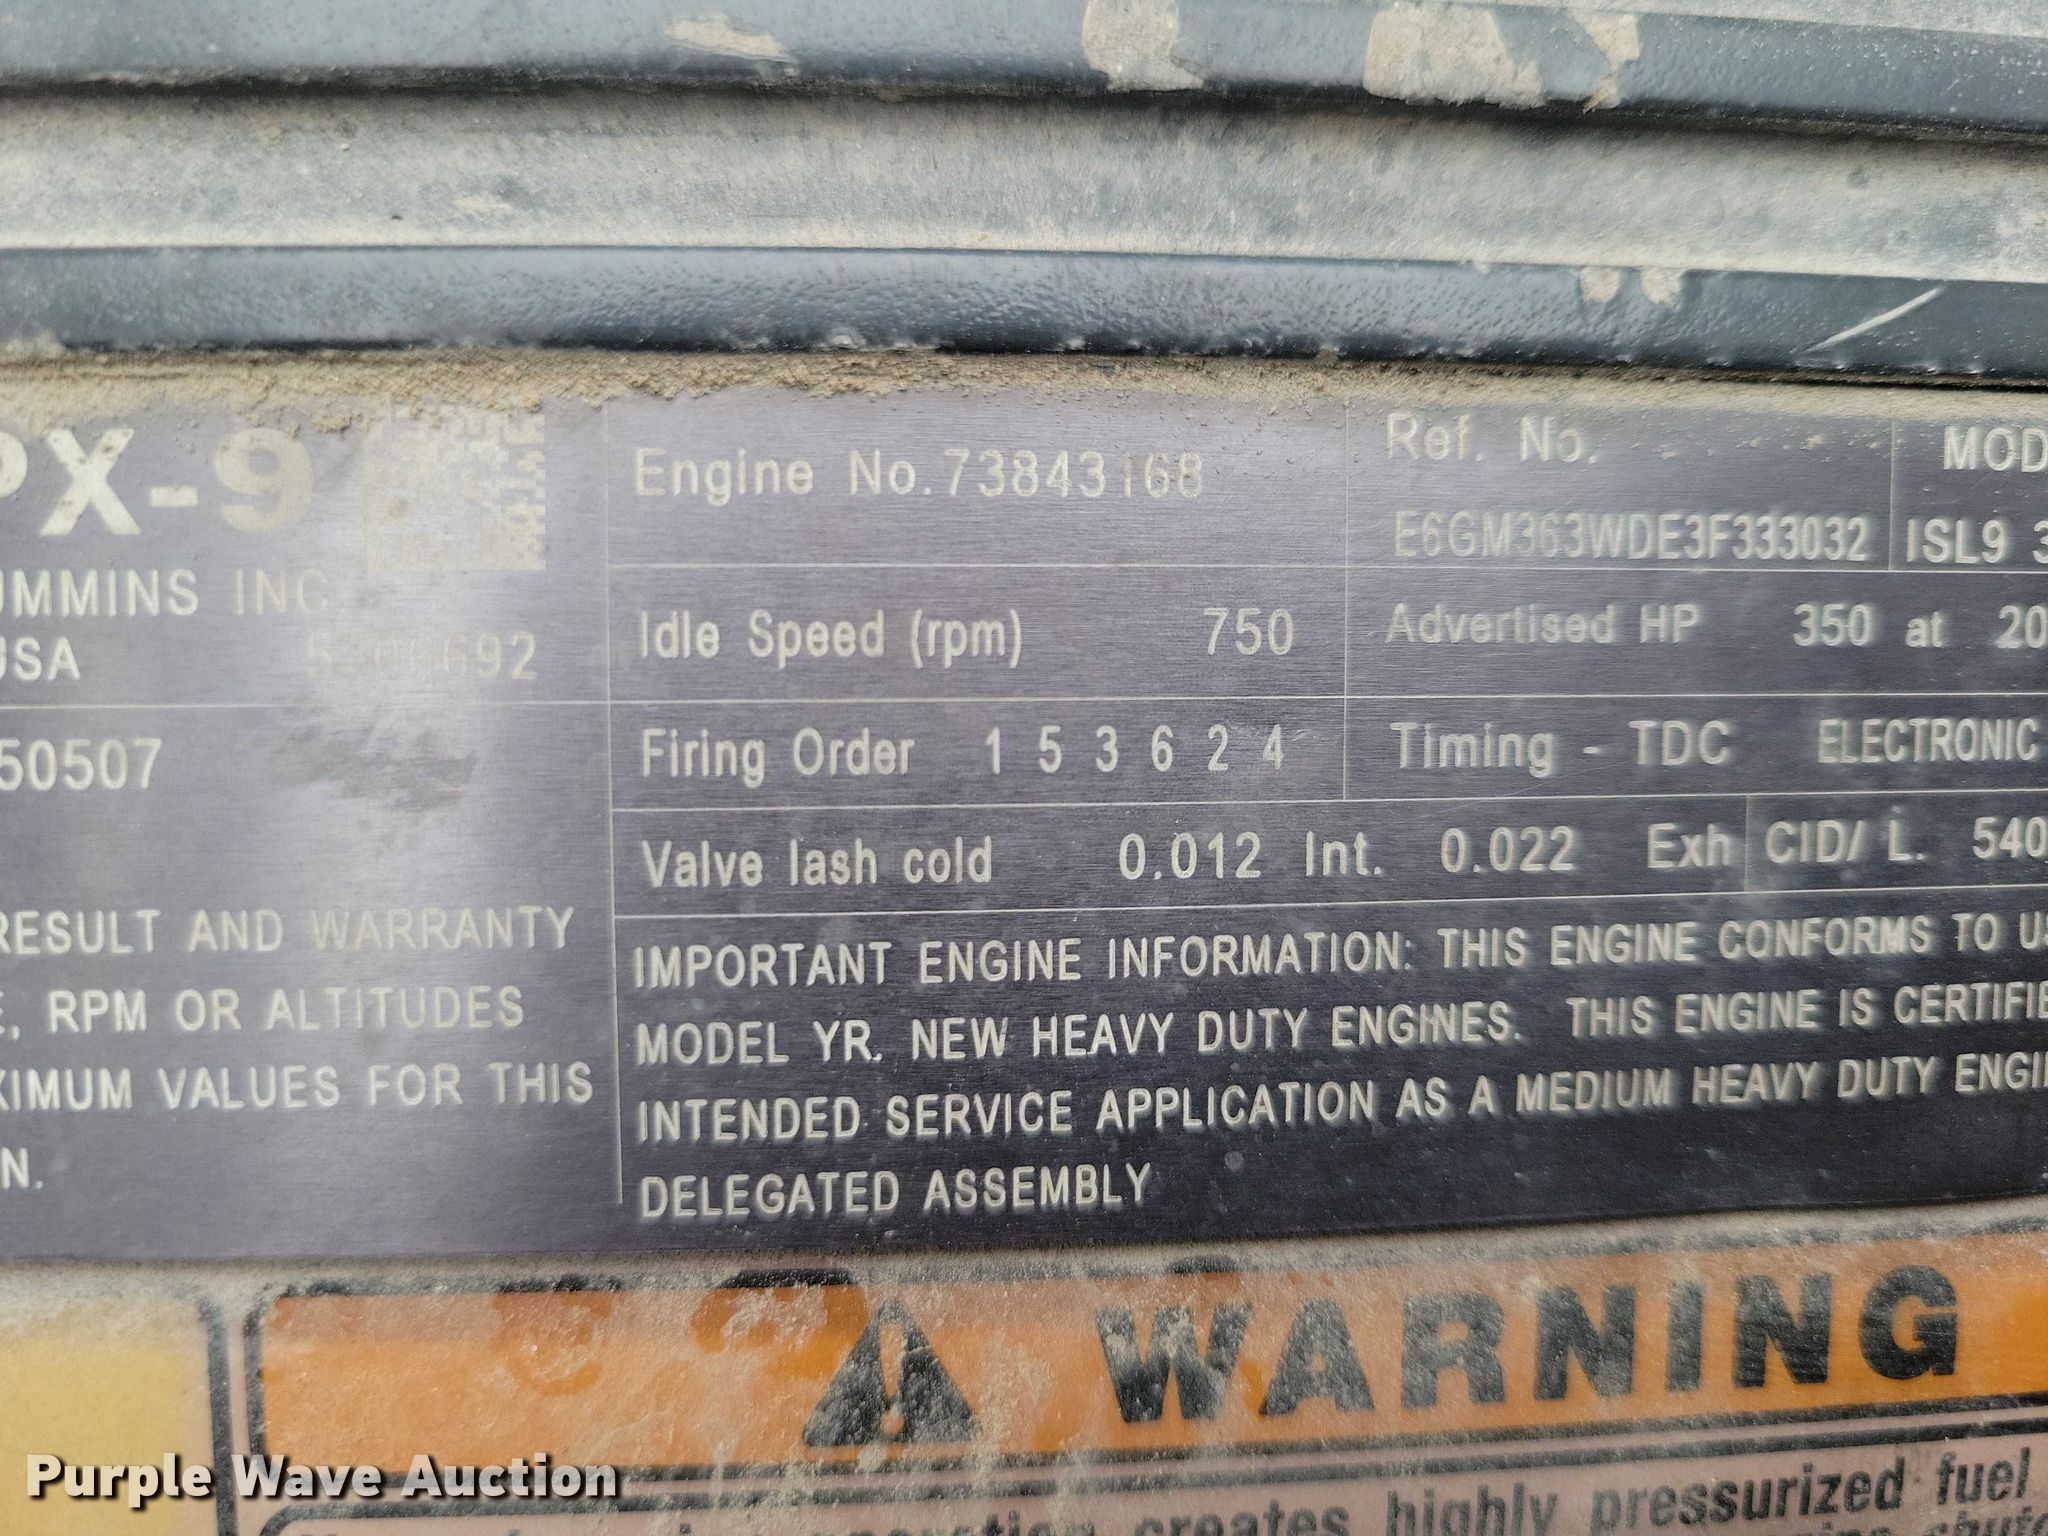 PX-9
UMMINS INC
USA
50507
RESULT AND WARRANTY
E, RPM OR ALTITUDES
XIMUM VALUES FOR THIS
N.
Engine No. 73843168
Idle Speed (rpm) 750
Firing Order 1 5 3 6 2 4
Valve lash cold 0.012 Int. 0.022 Exh
Ref. No.
E6GM363WDE3F333032
MOD
ISL9 3
Advertised HP 350 at 20
Timing - TDC ELECTRONIC
CID/ L. 540
IMPORTANT ENGINE INFORMATION: THIS ENGINE CONFORMS TO US
MODEL YR. NEW HEAVY DUTY ENGINES. THIS ENGINE IS CERTIFIE
INTENDED SERVICE APPLICATION AS A MEDIUM HEAVY DUTY ENGI
DELEGATED ASSEMBLY
WARNING
creates highly pressurized fuel
Purple Wave Auction